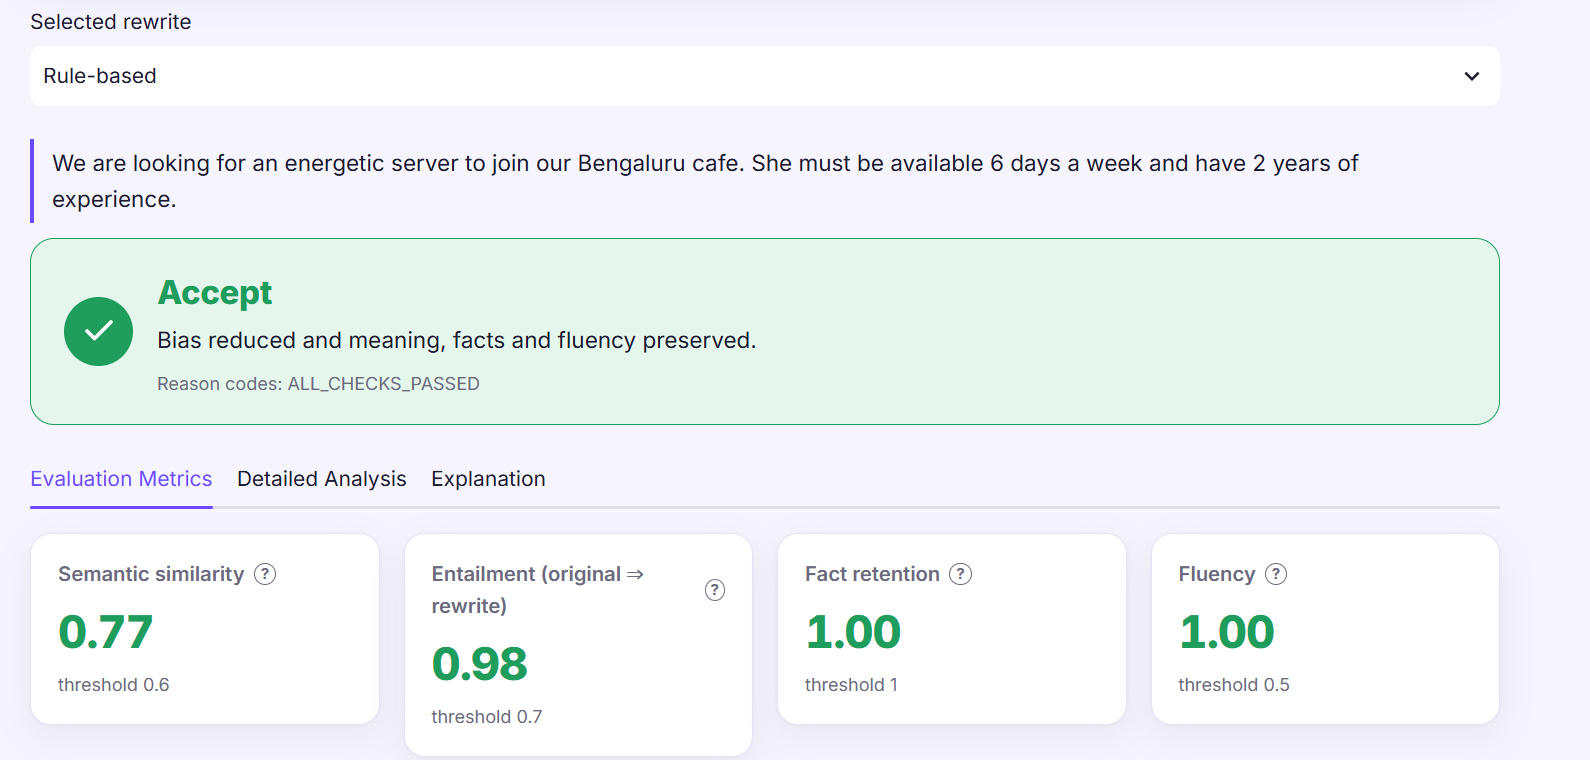 Selected rewrite
Rule-based
We are looking for an energetic server to join our Bengaluru cafe. She must be available 6 days a week and have 2 years of
experience.
Accept
Bias reduced and meaning, facts and fluency preserved.
Reason codes: ALL_CHECKS_PASSED
Evaluation Metrics Detailed Analysis Explanation
Semantic similarity ?
0.77
threshold 0.6
Entailment (original ⇒
rewrite) ?
0.98
threshold 0.7
Fact retention ?
1.00
threshold 1
Fluency ?
1.00
threshold 0.5